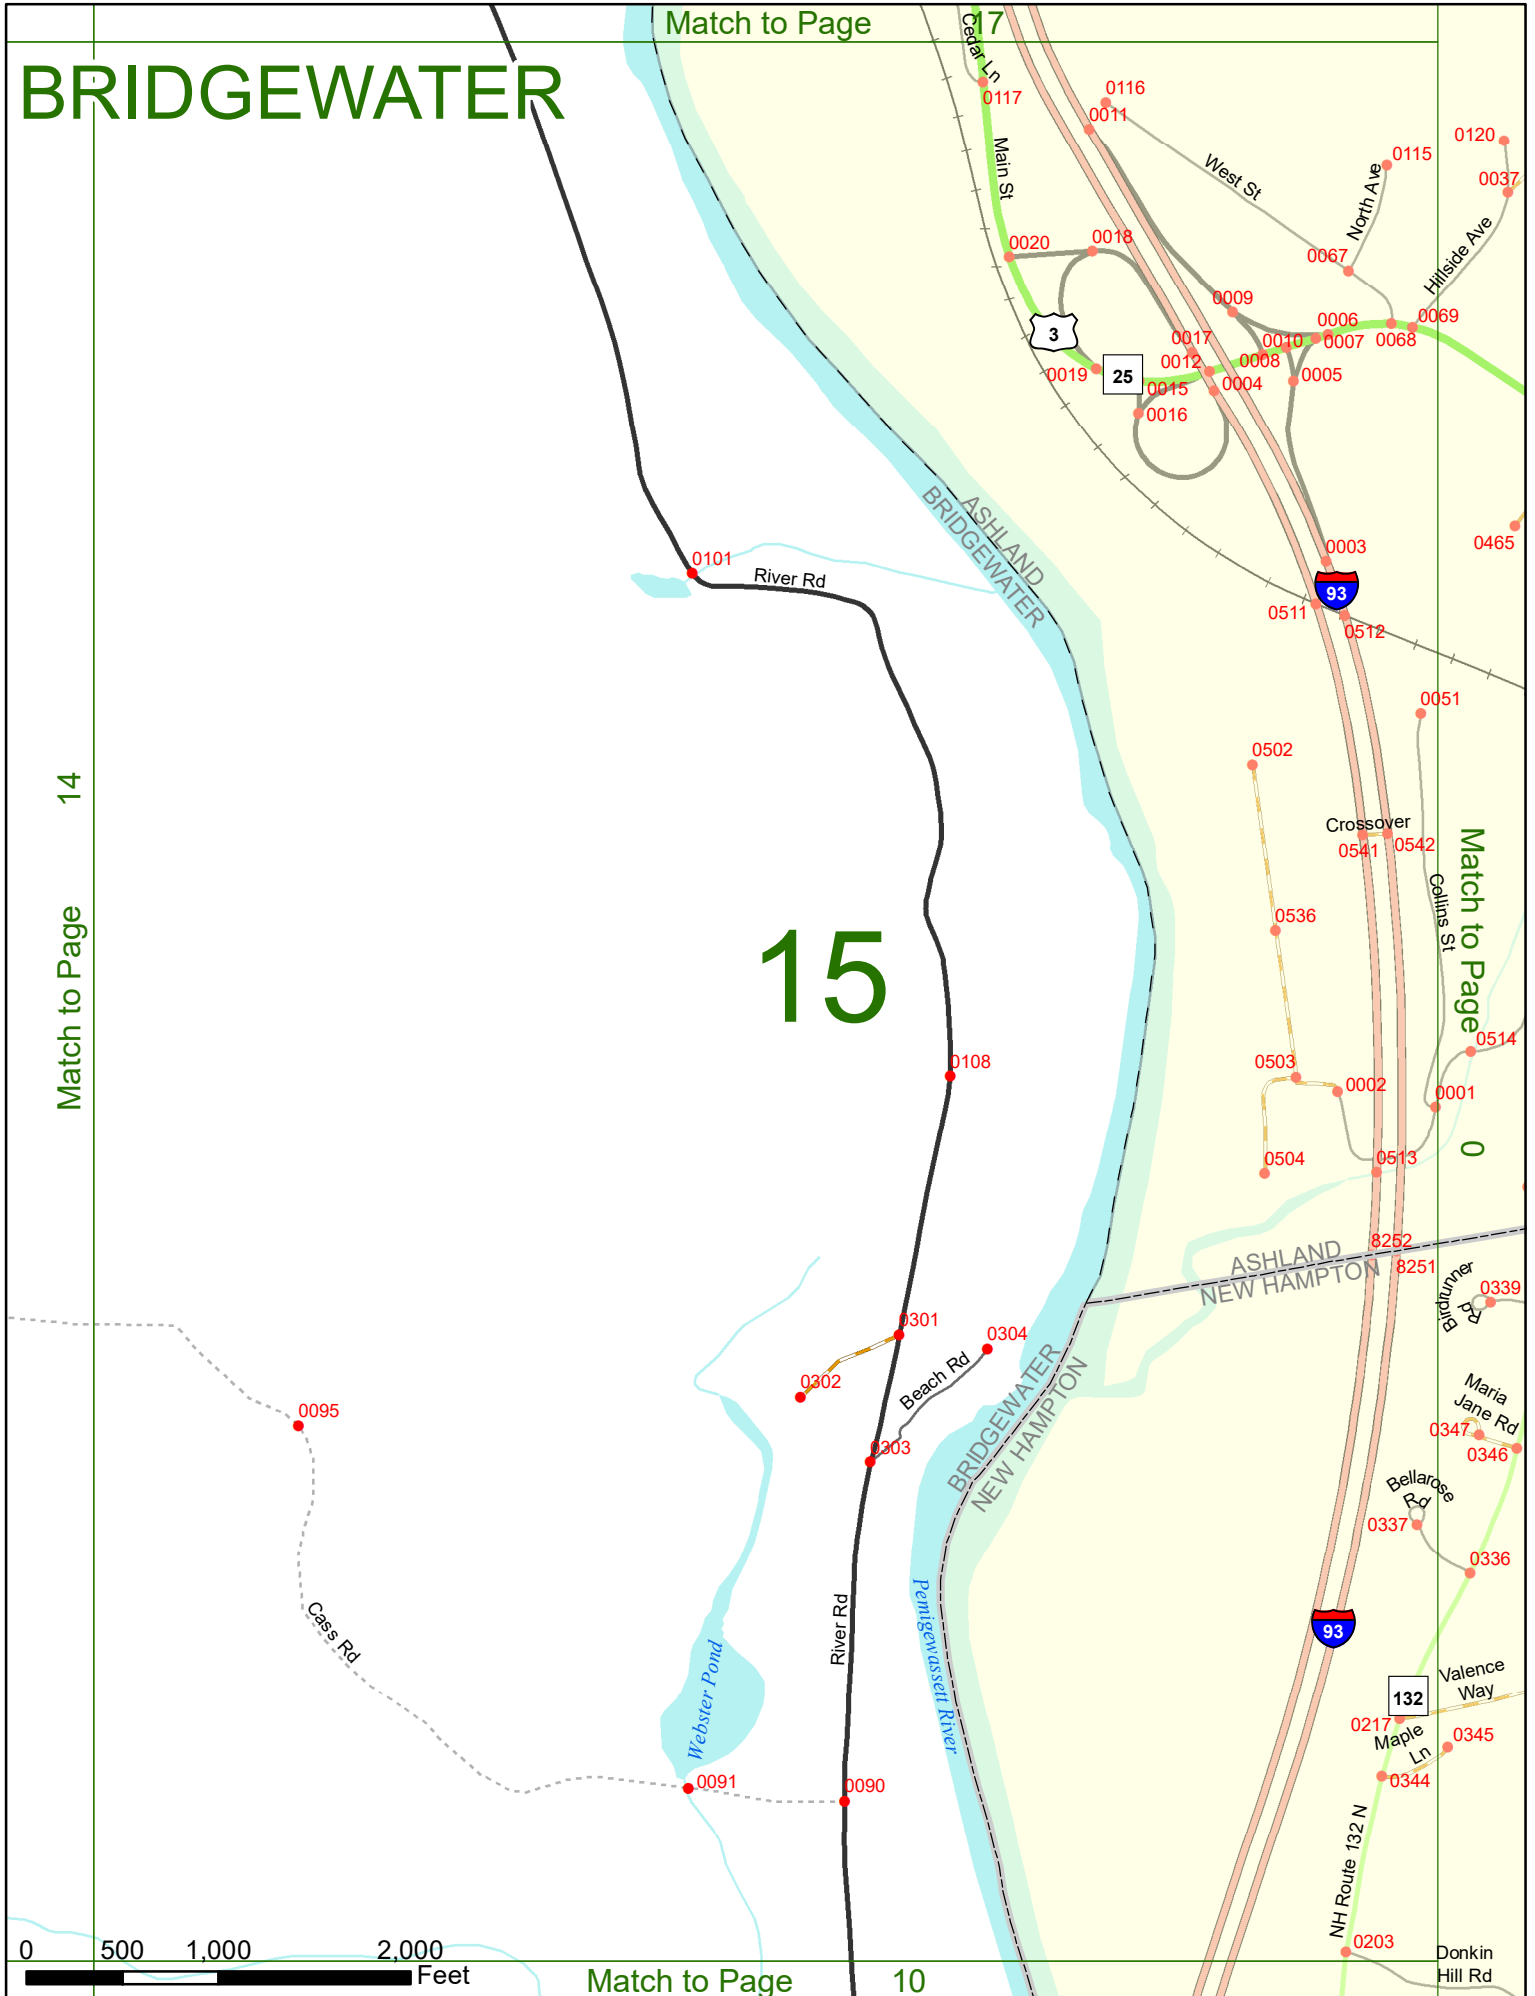 Match to Page 17
BRIDGEWATER
Cedar Ln
0117
0116
0011
Main St
West St
North Ave
0115
0120
0037
Hillside Ave
0020
0018
0067
0009
3
0006
0069
0017
0010
0007
0068
0012
0008
0019
25
0015
0004
0005
0016
ASHLAND
BRIDGEWATER
0465
0003
0101
River Rd
93
0511
0512
0051
0502
14
Match to Page
Crossover
0541
0542
Collins St
Match to Page
0
0536
15
0514
0108
0503
0002
0001
0504
0513
8252
ASHLAND
NEW HAMPTON
8251
Birdrunner
Rd
0339
0301
0304
Beach Rd
0302
BRIDGEWATER
NEW HAMPTON
0095
Maria
Jane Rd
0347
0346
0303
Bellarose
Rd
0337
0336
Cass Rd
River Rd
Pemigewassett River
Webster Pond
93
Valence
Way
132
0217
Maple
Ln
0345
0344
0091
0090
NH Route 132 N
0203
Donkin
Hill Rd
0 500 1,000 2,000
Feet
Match to Page 10